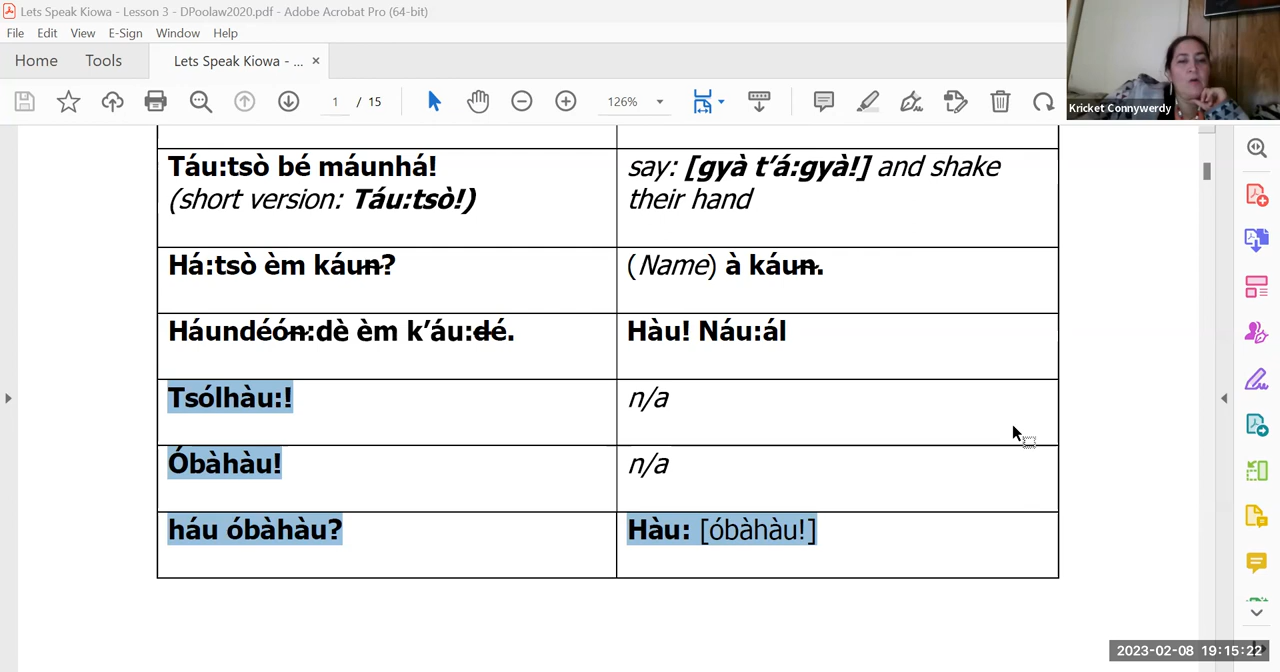 Lets Speak Kiowa - Lesson 3 - DPoolaw2020.pdf - Adobe Acrobat Pro (64-bit)
File Edit View E-Sign Window Help
Home Tools Lets Speak Kiowa - ... ×
1 / 15 126%
Kricket Connywerdy
Táu:tsò bé máunhá! say: [gyà t’á:gyà!] and shake
(short version: Táu:tsò!) their hand
Há:tsò èm káun? (Name) à káun.
Háundéón:dè èm k’áu:dé. Hàu! Náu:ál
Tsólhàu:! n/a
Óbàhàu! n/a
háu óbàhàu? Hàu: [óbàhàu!]
2023-02-08 19:15:22